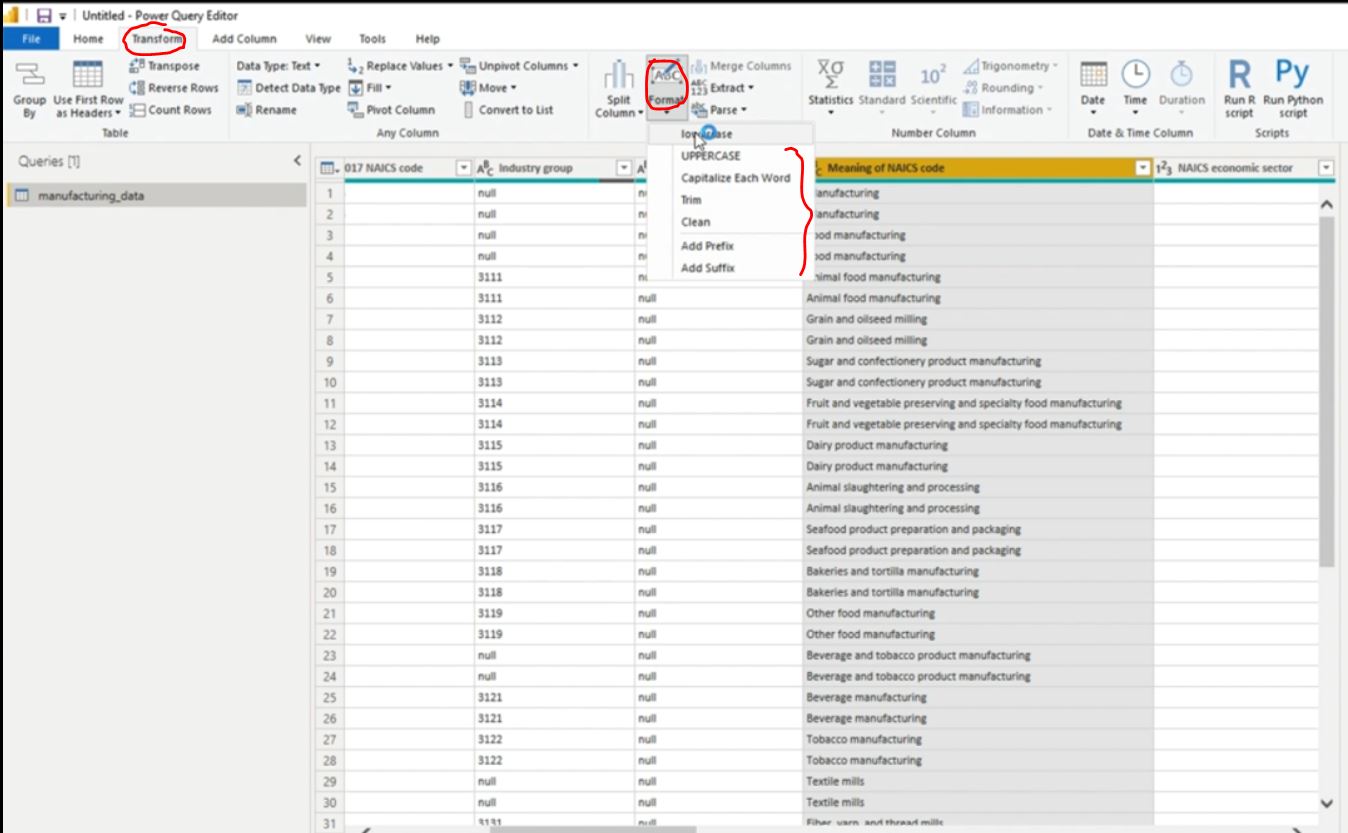 Untitled - Power Query Editor
File Home Transform Add Column View Tools Help
Group By
Use First Row as Headers
Transpose
Reverse Rows
Count Rows
Table
Data Type: Text
Detect Data Type
Rename
Replace Values
Fill
Pivot Column
Unpivot Columns
Move
Convert to List
Any Column
Split Column
ABC
Format
Merge Columns
ABC 123 Extract
abc Parse
lowercase
UPPERCASE
Capitalize Each Word
Trim
Clean
Add Prefix
Add Suffix
Χσ Σ Statistics
Standard
10² Scientific
Trigonometry
Rounding
Information
Number Column
Date
Time
Duration
Date & Time Column
R Run R script
Py Run Python script
Scripts
Queries [1]
manufacturing_data
017 NAICS code ABC Industry group Meaning of NAICS code 123 NAICS economic sector
1 null anufacturing
2 null anufacturing
3 null ood manufacturing
4 null ood manufacturing
5 3111 nimal food manufacturing
6 3111 null Animal food manufacturing
7 3112 null Grain and oilseed milling
8 3112 null Grain and oilseed milling
9 3113 null Sugar and confectionery product manufacturing
10 3113 null Sugar and confectionery product manufacturing
11 3114 null Fruit and vegetable preserving and specialty food manufacturing
12 3114 null Fruit and vegetable preserving and specialty food manufacturing
13 3115 null Dairy product manufacturing
14 3115 null Dairy product manufacturing
15 3116 null Animal slaughtering and processing
16 3116 null Animal slaughtering and processing
17 3117 null Seafood product preparation and packaging
18 3117 null Seafood product preparation and packaging
19 3118 null Bakeries and tortilla manufacturing
20 3118 null Bakeries and tortilla manufacturing
21 3119 null Other food manufacturing
22 3119 null Other food manufacturing
23 null null Beverage and tobacco product manufacturing
24 null null Beverage and tobacco product manufacturing
25 3121 null Beverage manufacturing
26 3121 null Beverage manufacturing
27 3122 null Tobacco manufacturing
28 3122 null Tobacco manufacturing
29 null null Textile mills
30 null null Textile mills
31 3131 null Fiber, yarn, and thread mills